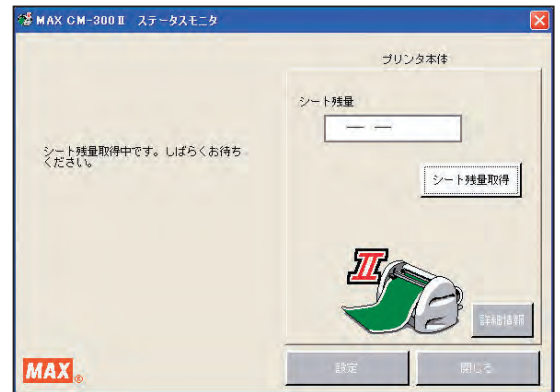 MAX CM-300Ⅱ ステータスモニタ
プリンタ本体
シート残量
— —
シート残量取得中です。しばらくお待ち
ください。
シート残量取得
Ⅱ
詳細情報
MAX®
設定
閉じる